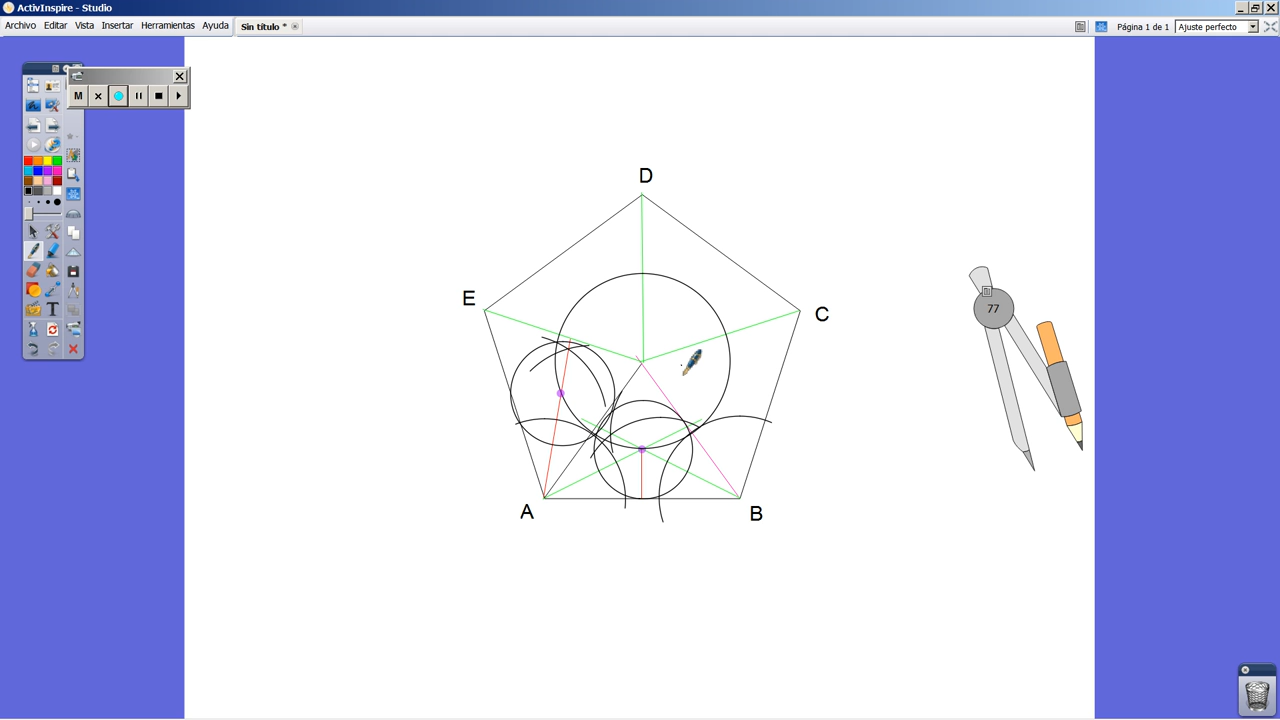 ActivInspire - Studio
Archivo Editar Vista Insertar Herramientas Ayuda Sin título * Página 1 de 1 Ajuste perfecto
M
D
E
C
77
A
B
T